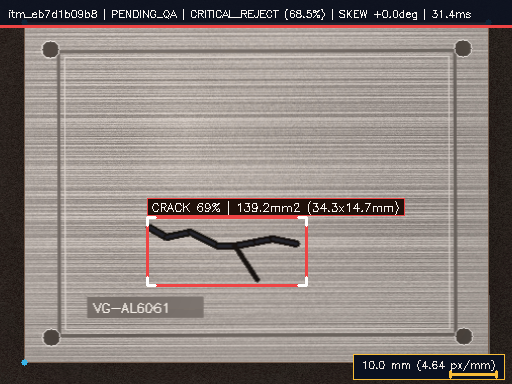 itm_eb7d1b09b8 | PENDING_QA | CRITICAL_REJECT (68.5%) | SKEW +0.0deg | 31.4ms
CRACK 69% | 139.2mm2 (34.3x14.7mm)
VG-AL6061
10.0 mm (4.64 px/mm)